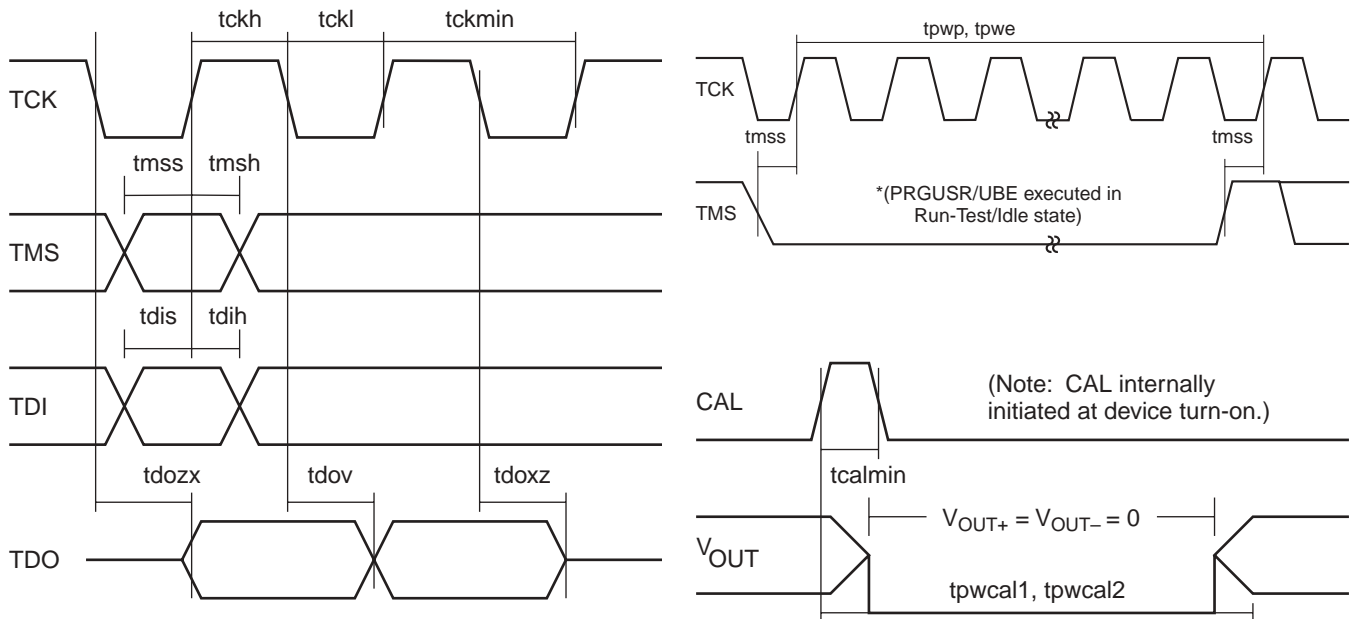 tckh tckl tckmin
TCK
tmss tmsh
TMS
tdis tdih
TDI
tdozx tdov tdoxz
TDO
tpwp, tpwe
TCK
tmss tmss
TMS
*(PRGUSR/UBE executed in
Run-Test/Idle state)
CAL
(Note: CAL internally
initiated at device turn-on.)
tcalmin
VOUT+ = VOUT– = 0
VOUT
tpwcal1, tpwcal2